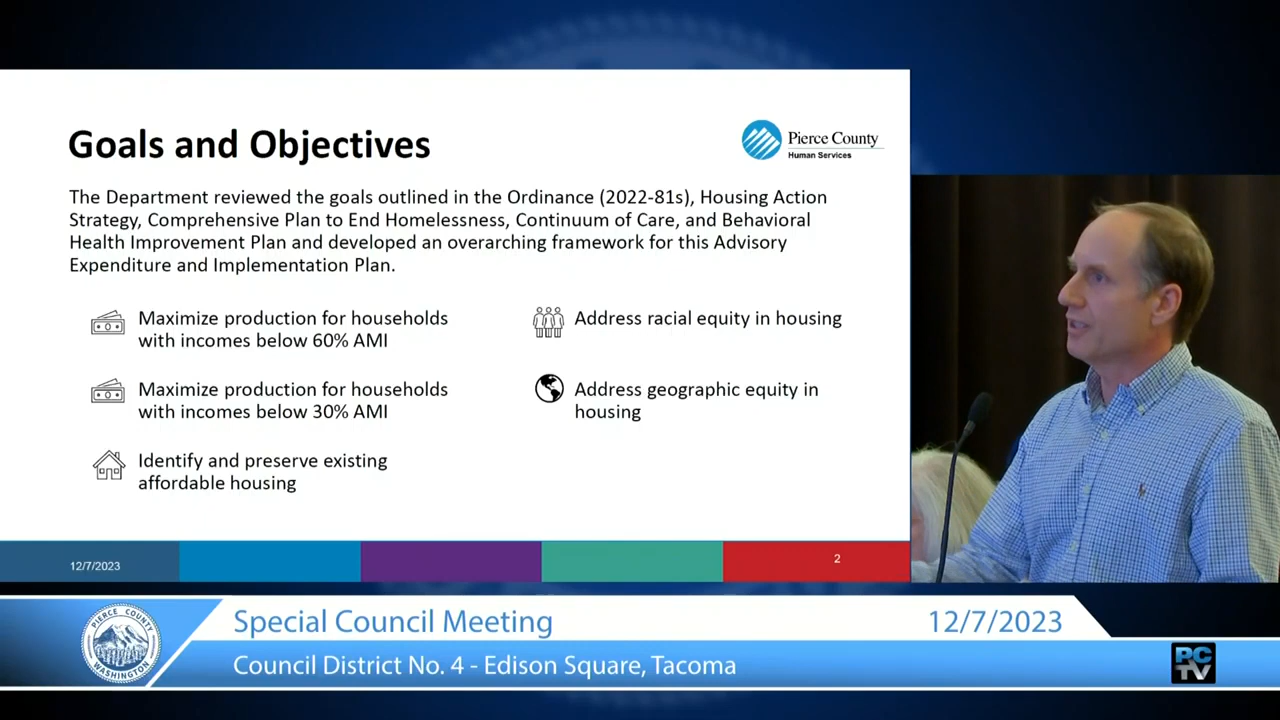 Goals and Objectives
Pierce County
Human Services
The Department reviewed the goals outlined in the Ordinance (2022-81s), Housing Action
Strategy, Comprehensive Plan to End Homelessness, Continuum of Care, and Behavioral
Health Improvement Plan and developed an overarching framework for this Advisory
Expenditure and Implementation Plan.
Maximize production for households
with incomes below 60% AMI
Maximize production for households
with incomes below 30% AMI
Identify and preserve existing
affordable housing
Address racial equity in housing
Address geographic equity in
housing
12/7/2023
2
PIERCE COUNTY
WASHINGTON
Special Council Meeting
12/7/2023
Council District No. 4 - Edison Square, Tacoma
PC
TV